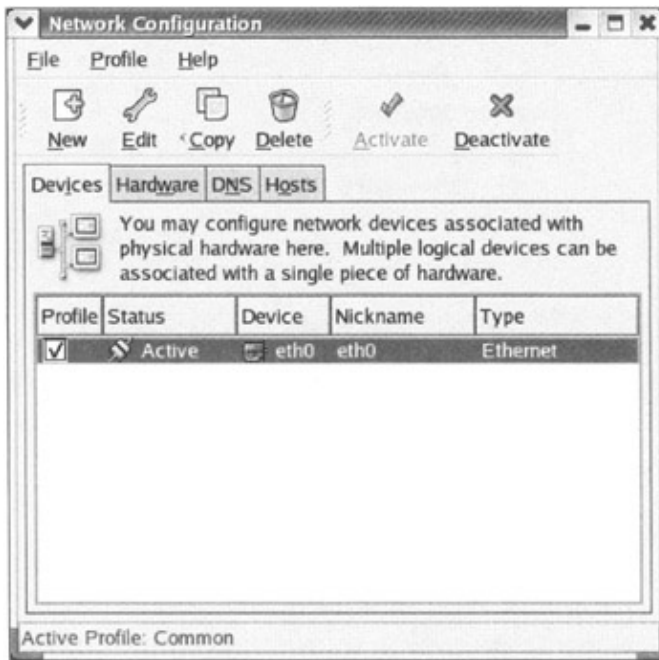 Network Configuration
File Profile Help
New Edit Copy Delete Activate Deactivate
Devices Hardware DNS Hosts
You may configure network devices associated with
physical hardware here. Multiple logical devices can be
associated with a single piece of hardware.
Profile Status Device Nickname Type
Active eth0 eth0 Ethernet
Active Profile: Common